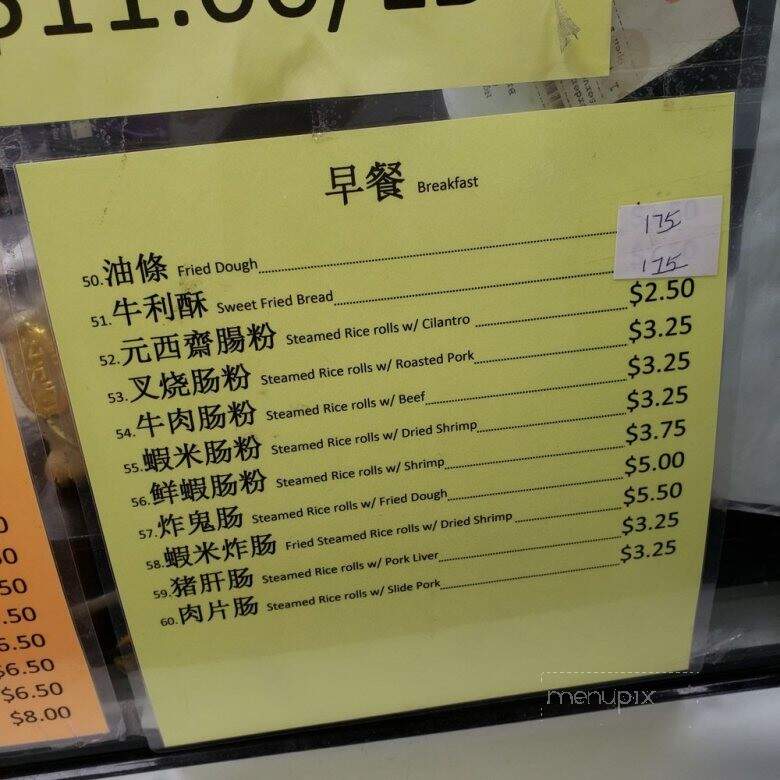 早餐 Breakfast
50.油條 Fried Dough 175
51.牛利酥 Sweet Fried Bread 175
52.元西齋腸粉 Steamed Rice rolls w/ Cilantro $2.50
53.叉烧肠粉 Steamed Rice rolls w/ Roasted Pork $3.25
54.牛肉肠粉 Steamed Rice rolls w/ Beef $3.25
55.蝦米肠粉 Steamed Rice rolls w/ Dried Shrimp $3.25
56.鲜蝦肠粉 Steamed Rice rolls w/ Shrimp $3.75
57.炸鬼肠 Steamed Rice rolls w/ Fried Dough $5.00
58.蝦米炸肠 Fried Steamed Rice rolls w/ Dried Shrimp $5.50
59.猪肝肠 Steamed Rice rolls w/ Pork Liver $3.25
60.肉片肠 Steamed Rice rolls w/ Slide Pork $3.25
0
50
.50
5.50
$6.50
$6.50
$8.00
menupix